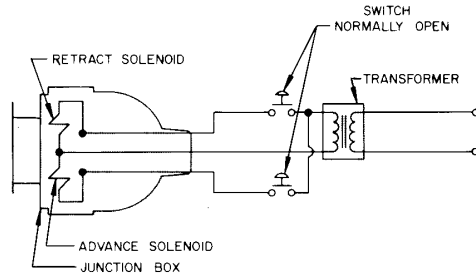 SWITCH
NORMALLY OPEN
RETRACT SOLENOID
TRANSFORMER
ADVANCE SOLENOID
JUNCTION BOX